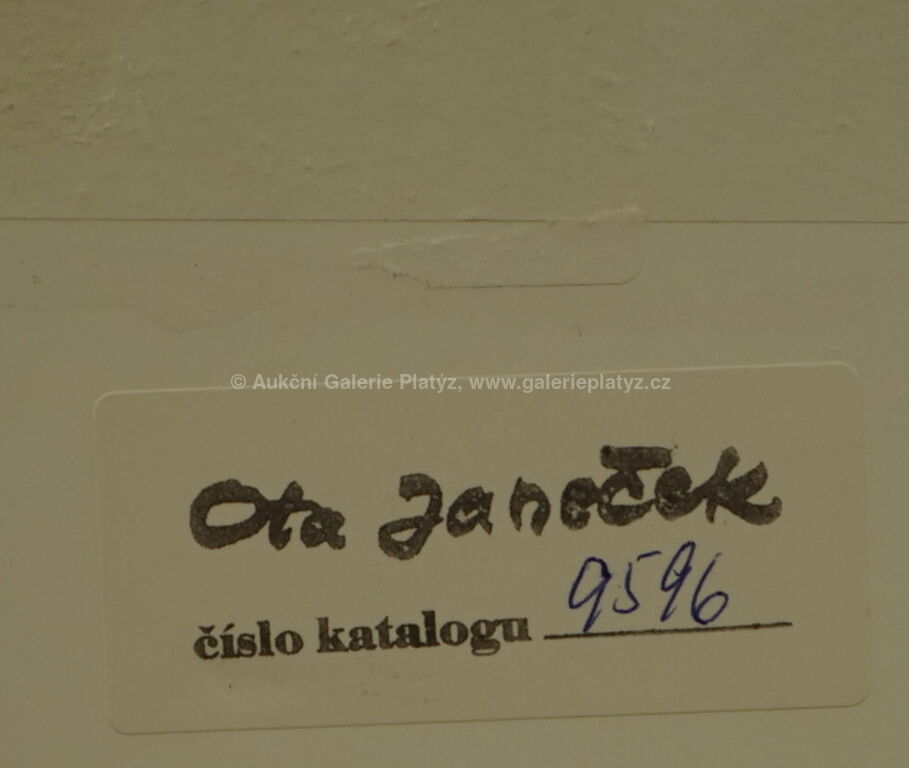 © Aukční Galerie Platýz, www.galerieplatyz.cz
Ota Janeček
číslo katalogu 9596